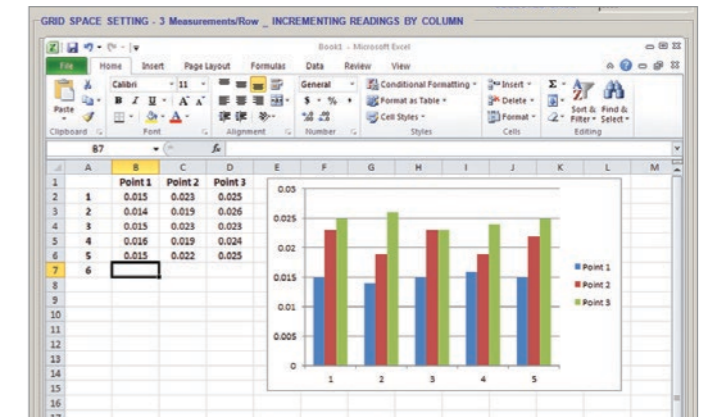 GRID SPACE SETTING - 3 Measurements/Row _ INCREMENTING READINGS BY COLUMN
Book1 - Microsoft Excel
File Home Insert Page Layout Formulas Data Review View
Paste
Calibri 11
B I U A A
General
$ % ,
Conditional Formatting
Format as Table
Cell Styles
Insert
Delete
Format
Σ
Sort & Filter
Find & Select
Clipboard Font Alignment Number Styles Cells Editing
B7 fx
A B C D E F G H I J K L M
1 Point 1 Point 2 Point 3
2 1 0.015 0.023 0.025
3 2 0.014 0.019 0.026
4 3 0.015 0.023 0.023
5 4 0.016 0.019 0.024
6 5 0.015 0.022 0.025
7 6
8
9
10
11
12
13
14
15
16
17
0.03
0.025
0.02
0.015
0.01
0.005
0
1 2 3 4 5
Point 1
Point 2
Point 3